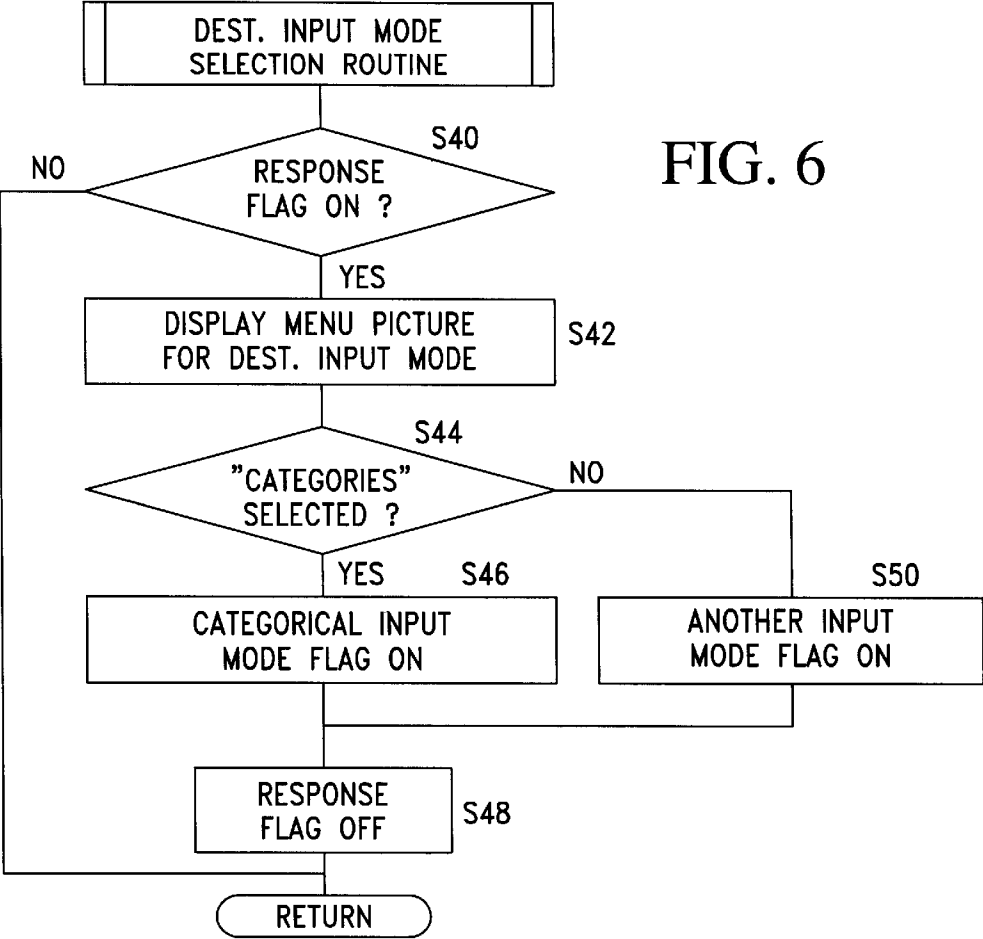 DEST. INPUT MODE
SELECTION ROUTINE
S40
FIG. 6
NO
RESPONSE
FLAG ON ?
YES
DISPLAY MENU PICTURE
FOR DEST. INPUT MODE
S42
S44
"CATEGORIES"
SELECTED ?
NO
YES
S46
S50
CATEGORICAL INPUT
MODE FLAG ON
ANOTHER INPUT
MODE FLAG ON
RESPONSE
FLAG OFF
S48
RETURN